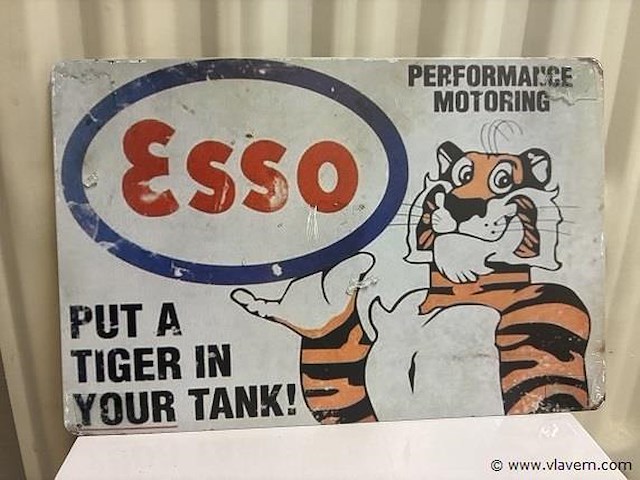 PERFORMANCE
MOTORING
Esso
PUT A
TIGER IN
YOUR TANK!
© www.vlavem.com